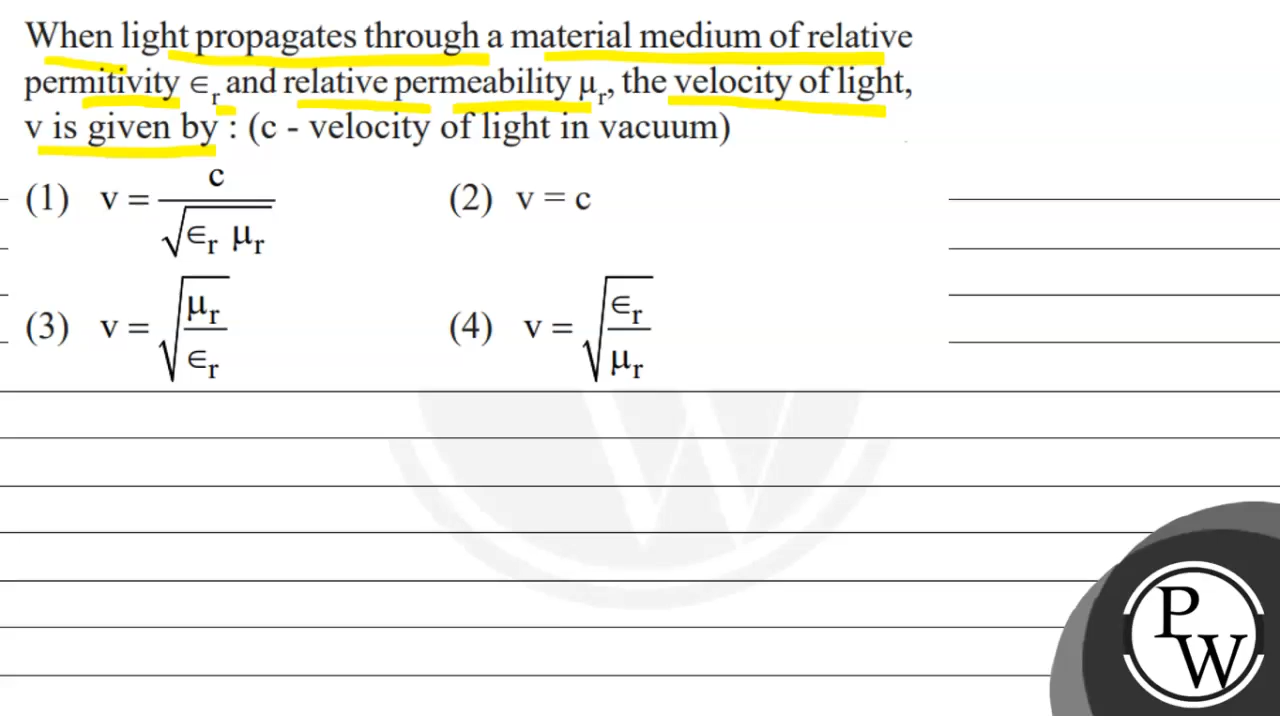 When light propagates through a material medium of relative
permitivity ∈r and relative permeability μr, the velocity of light,
v is given by : (c - velocity of light in vacuum)
(1) v = c/√(∈r μr) (2) v = c
(3) v = √(μr/∈r) (4) v = √(∈r/μr)
P
W